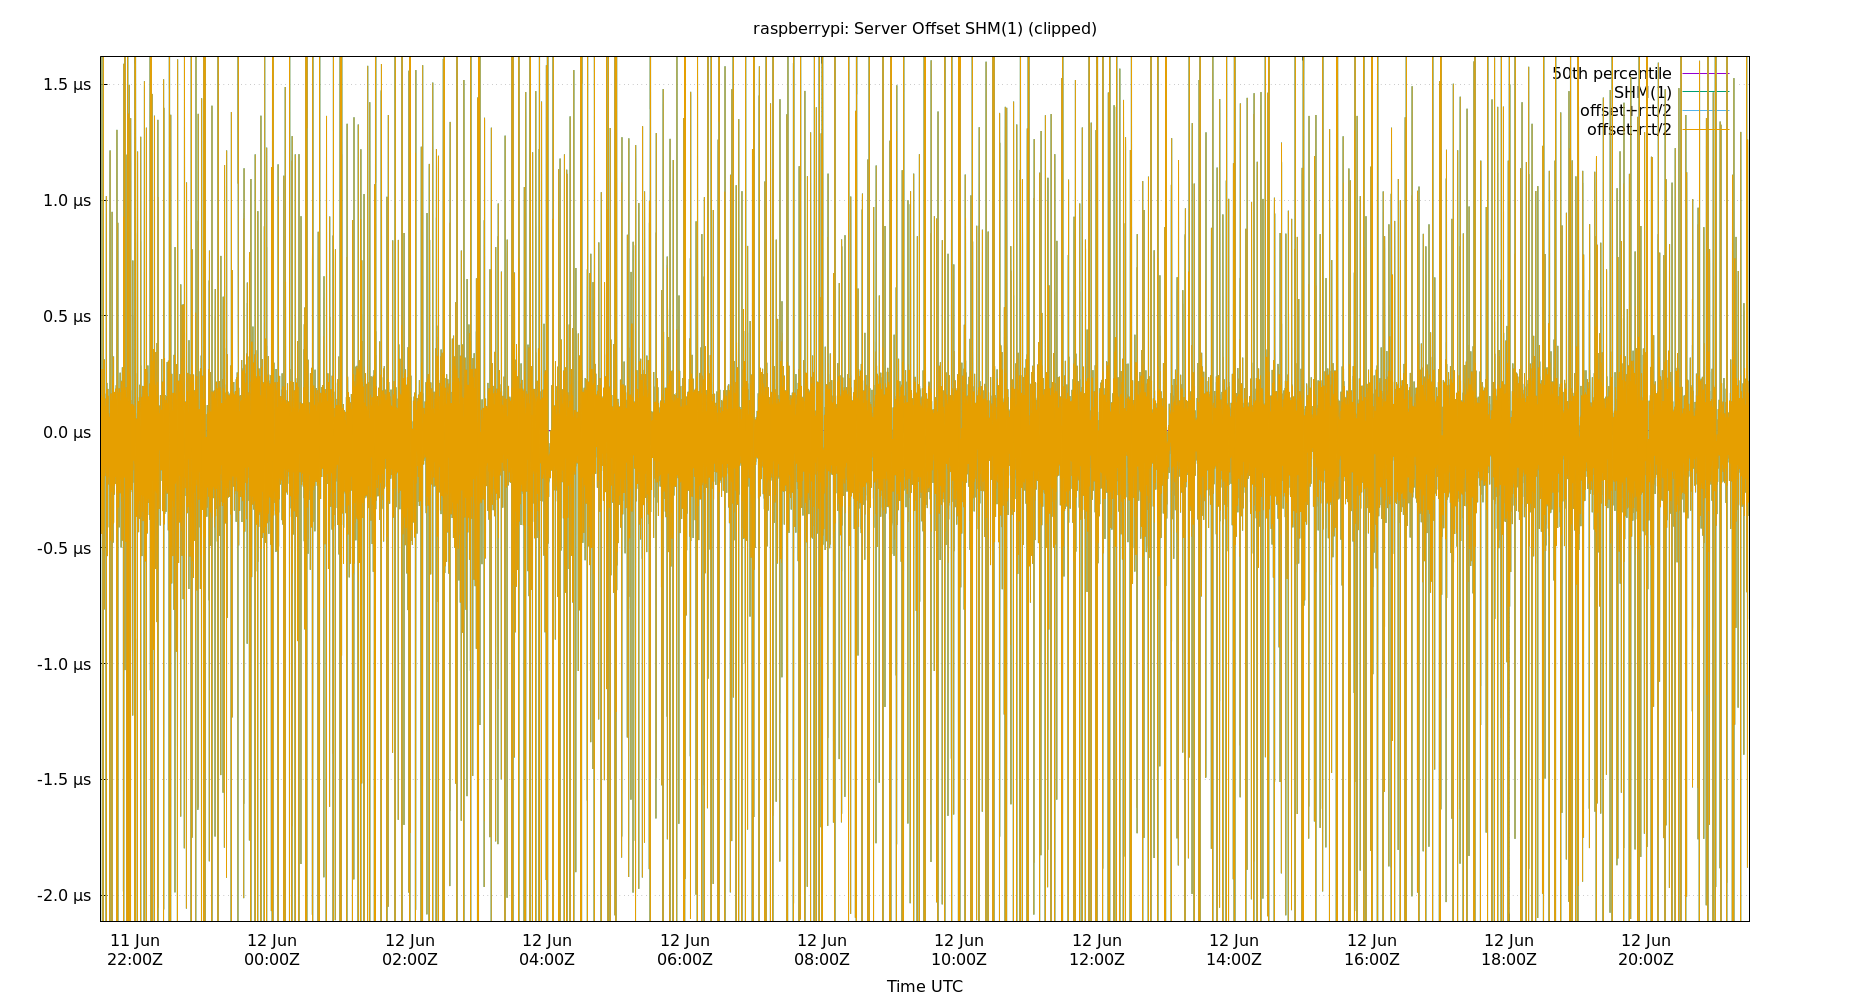 raspberrypi: Server Offset SHM(1) (clipped)
50th percentile
SHM(1)
offset+rtt/2
offset-rtt/2
1.5 µs
1.0 µs
0.5 µs
0.0 µs
-0.5 µs
-1.0 µs
-1.5 µs
-2.0 µs
11 Jun 12 Jun 12 Jun 12 Jun 12 Jun 12 Jun 12 Jun 12 Jun 12 Jun 12 Jun 12 Jun 12 Jun
22:00Z 00:00Z 02:00Z 04:00Z 06:00Z 08:00Z 10:00Z 12:00Z 14:00Z 16:00Z 18:00Z 20:00Z
Time UTC